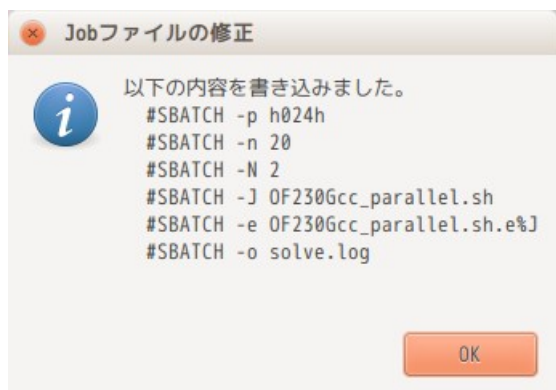 Jobファイルの修正
以下の内容を書き込みました。
#SBATCH -p h024h
#SBATCH -n 20
#SBATCH -N 2
#SBATCH -J OF230Gcc_parallel.sh
#SBATCH -e OF230Gcc_parallel.sh.e%J
#SBATCH -o solve.log
OK